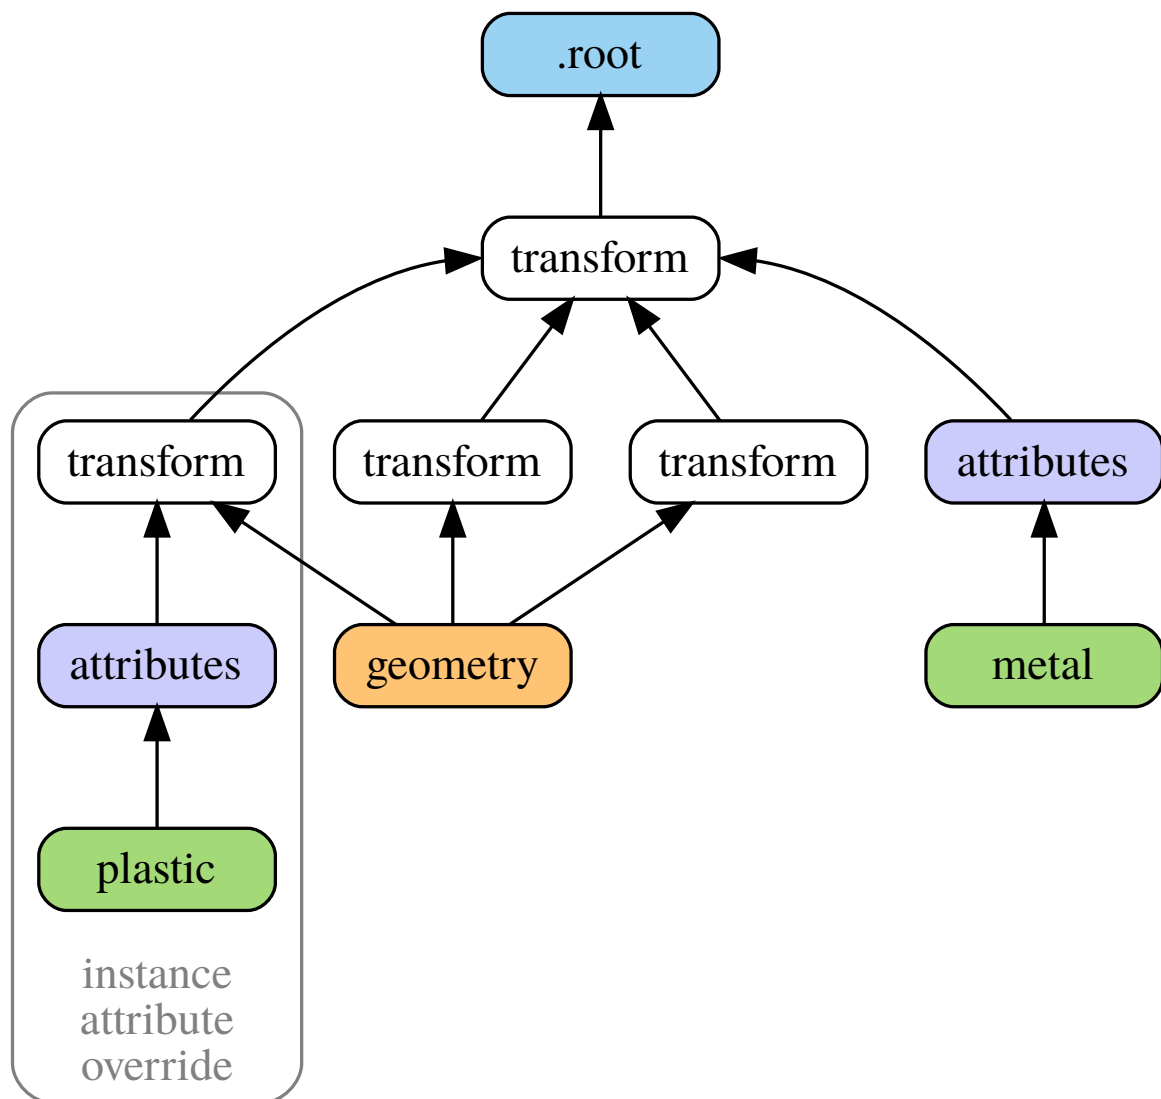 .root
transform
transform
transform
transform
attributes
attributes
geometry
metal
plastic
instance
attribute
override